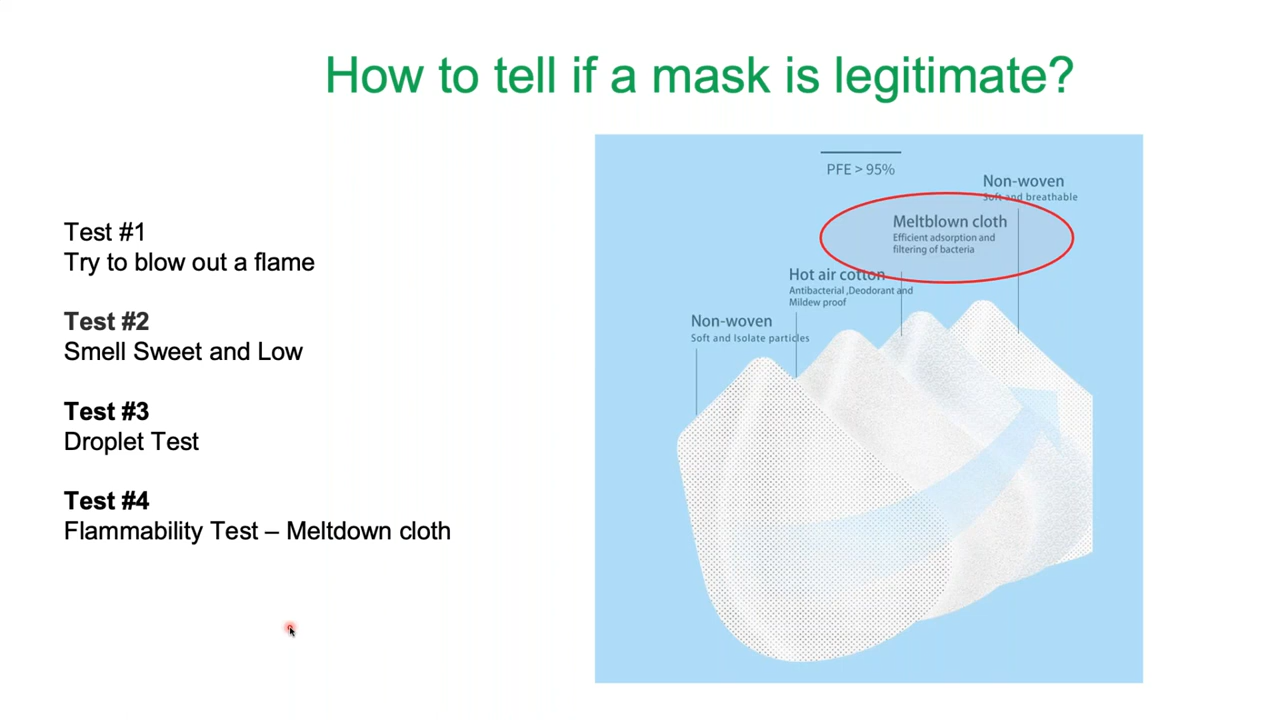 How to tell if a mask is legitimate?
Test #1
Try to blow out a flame
Test #2
Smell Sweet and Low
Test #3
Droplet Test
Test #4
Flammability Test – Meltdown cloth
PFE > 95%
Non-woven
Soft and breathable
Meltblown cloth
Efficient adsorption and
filtering of bacteria
Hot air cotton
Antibacterial ,Deodorant and
Mildew proof
Non-woven
Soft and Isolate particles